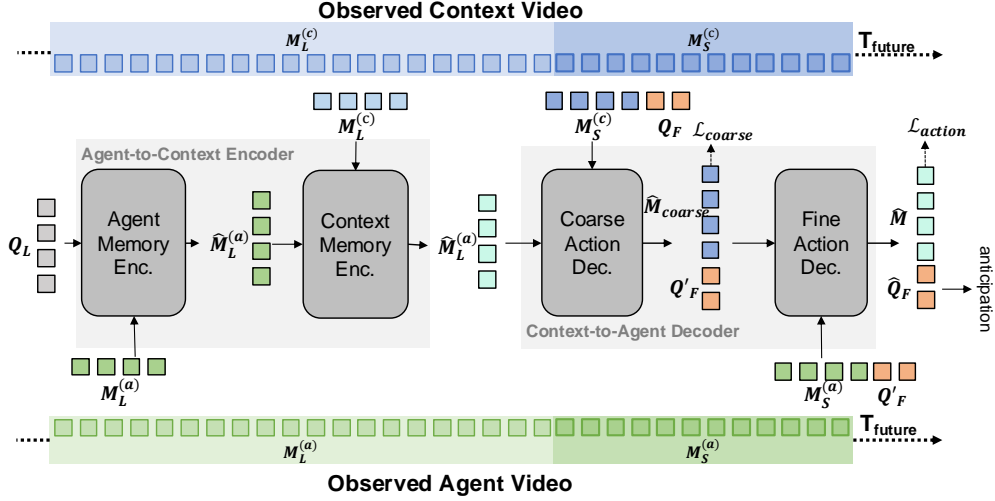 Observed Context Video
M_L^(c)
M_S^(c)
T_future
M_L^(c)
M_S^(c)
Q_F
ℒ_coarse
ℒ_action
Agent-to-Context Encoder
Q_L
Agent
Memory
Enc.
M̂_L^(a)
Context
Memory
Enc.
M̂_L^(a)
Coarse
Action
Dec.
M̂_coarse
Q'_F
Fine
Action
Dec.
M̂
Q̂_F
anticipation
Context-to-Agent Decoder
M_L^(a)
M_S^(a)
Q'_F
T_future
M_L^(a)
M_S^(a)
Observed Agent Video